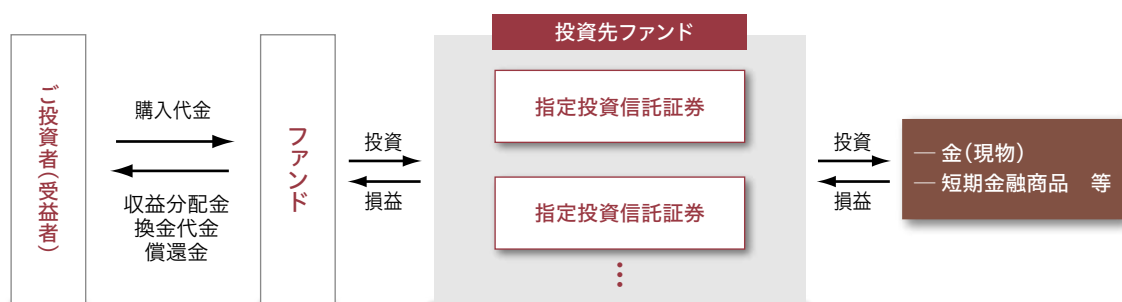 ご投資者（受益者）
購入代金
収益分配金
換金代金
償還金
ファンド
投資
損益
投資先ファンド
指定投資信託証券
指定投資信託証券
⋮
投資
損益
― 金（現物）
― 短期金融商品　等